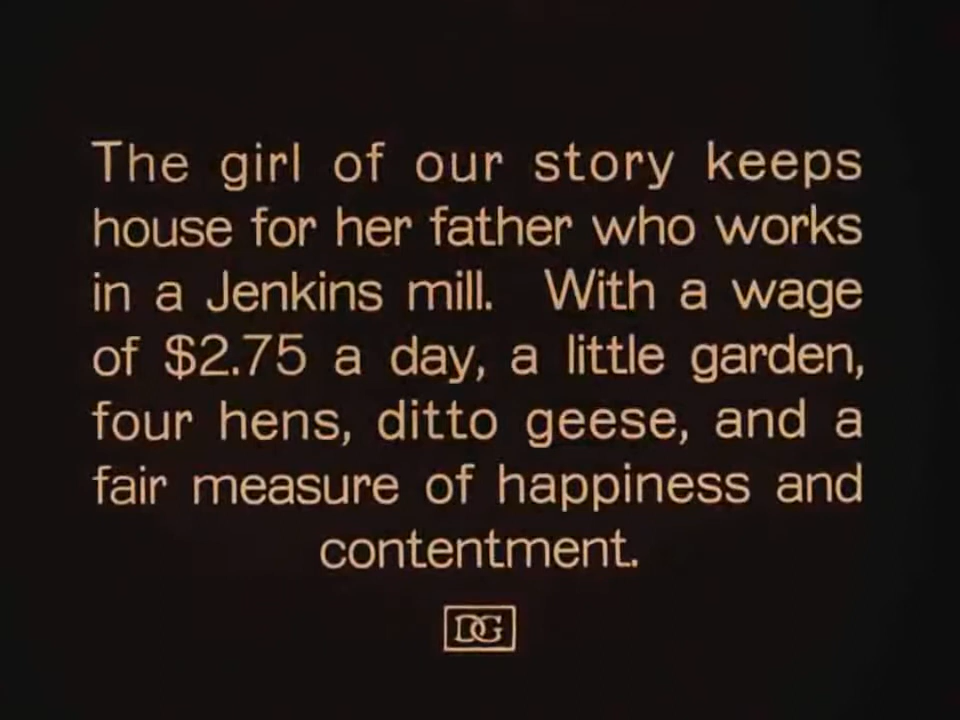 The girl of our story keeps
house for her father who works
in a Jenkins mill. With a wage
of $2.75 a day, a little garden,
four hens, ditto geese, and a
fair measure of happiness and
contentment.
DG